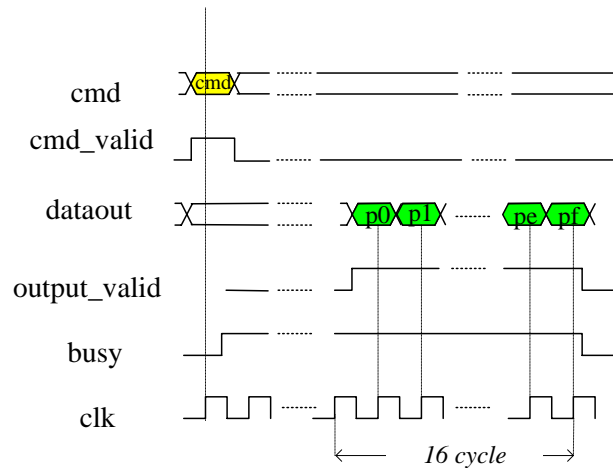 cmd cmd
cmd_valid
dataout p0 p1 pe pf
output_valid
busy
clk
16 cycle